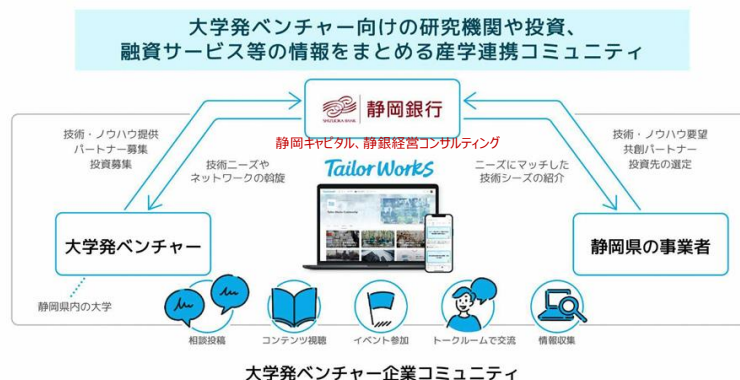 大学発ベンチャー向けの研究機関や投資、
融資サービス等の情報をまとめる産学連携コミュニティ
静岡銀行
SHIZUOKA BANK
静岡キャピタル、静銀経営コンサルティング
技術・ノウハウ提供
パートナー募集
投資募集
技術ニーズや
ネットワークの斡旋
Tailor Works
ニーズにマッチした
技術シーズの紹介
技術・ノウハウ要望
共創パートナー
投資先の選定
大学発ベンチャー
静岡県の事業者
静岡県内の大学
相談投稿
コンテンツ視聴
イベント参加
トークルームで交流
情報収集
大学発ベンチャー企業コミュニティ